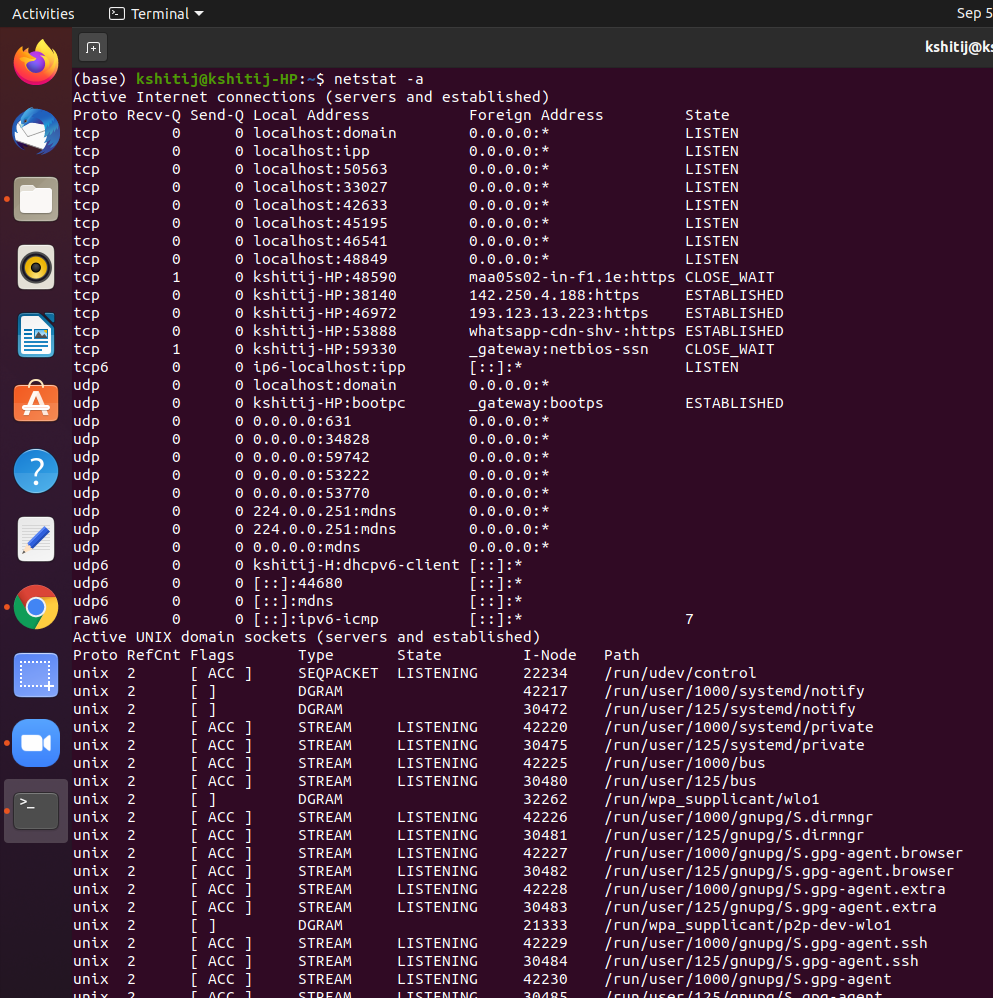 Activities Terminal Sep 5
kshitij@ks
(base) kshitij@kshitij-HP:~$ netstat -a
Active Internet connections (servers and established)
Proto Recv-Q Send-Q Local Address Foreign Address State
tcp 0 0 localhost:domain 0.0.0.0:* LISTEN
tcp 0 0 localhost:ipp 0.0.0.0:* LISTEN
tcp 0 0 localhost:50563 0.0.0.0:* LISTEN
tcp 0 0 localhost:33027 0.0.0.0:* LISTEN
tcp 0 0 localhost:42633 0.0.0.0:* LISTEN
tcp 0 0 localhost:45195 0.0.0.0:* LISTEN
tcp 0 0 localhost:46541 0.0.0.0:* LISTEN
tcp 0 0 localhost:48849 0.0.0.0:* LISTEN
tcp 1 0 kshitij-HP:48590 maa05s02-in-f1.1e:https CLOSE_WAIT
tcp 0 0 kshitij-HP:38140 142.250.4.188:https ESTABLISHED
tcp 0 0 kshitij-HP:46972 193.123.13.223:https ESTABLISHED
tcp 0 0 kshitij-HP:53888 whatsapp-cdn-shv-:https ESTABLISHED
tcp 1 0 kshitij-HP:59330 _gateway:netbios-ssn CLOSE_WAIT
tcp6 0 0 ip6-localhost:ipp [::]:* LISTEN
udp 0 0 localhost:domain 0.0.0.0:*
udp 0 0 kshitij-HP:bootpc _gateway:bootps ESTABLISHED
udp 0 0 0.0.0.0:631 0.0.0.0:*
udp 0 0 0.0.0.0:34828 0.0.0.0:*
udp 0 0 0.0.0.0:59742 0.0.0.0:*
udp 0 0 0.0.0.0:53222 0.0.0.0:*
udp 0 0 0.0.0.0:53770 0.0.0.0:*
udp 0 0 224.0.0.251:mdns 0.0.0.0:*
udp 0 0 224.0.0.251:mdns 0.0.0.0:*
udp 0 0 0.0.0.0:mdns 0.0.0.0:*
udp6 0 0 kshitij-H:dhcpv6-client [::]:*
udp6 0 0 [::]:44680 [::]:*
udp6 0 0 [::]:mdns [::]:*
raw6 0 0 [::]:ipv6-icmp [::]:* 7
Active UNIX domain sockets (servers and established)
Proto RefCnt Flags Type State I-Node Path
unix 2 [ ACC ] SEQPACKET LISTENING 22234 /run/udev/control
unix 2 [ ] DGRAM 42217 /run/user/1000/systemd/notify
unix 2 [ ] DGRAM 30472 /run/user/125/systemd/notify
unix 2 [ ACC ] STREAM LISTENING 42220 /run/user/1000/systemd/private
unix 2 [ ACC ] STREAM LISTENING 30475 /run/user/125/systemd/private
unix 2 [ ACC ] STREAM LISTENING 42225 /run/user/1000/bus
unix 2 [ ACC ] STREAM LISTENING 30480 /run/user/125/bus
unix 2 [ ] DGRAM 32262 /run/wpa_supplicant/wlo1
unix 2 [ ACC ] STREAM LISTENING 42226 /run/user/1000/gnupg/S.dirmngr
unix 2 [ ACC ] STREAM LISTENING 30481 /run/user/125/gnupg/S.dirmngr
unix 2 [ ACC ] STREAM LISTENING 42227 /run/user/1000/gnupg/S.gpg-agent.browser
unix 2 [ ACC ] STREAM LISTENING 30482 /run/user/125/gnupg/S.gpg-agent.browser
unix 2 [ ACC ] STREAM LISTENING 42228 /run/user/1000/gnupg/S.gpg-agent.extra
unix 2 [ ACC ] STREAM LISTENING 30483 /run/user/125/gnupg/S.gpg-agent.extra
unix 2 [ ] DGRAM 21333 /run/wpa_supplicant/p2p-dev-wlo1
unix 2 [ ACC ] STREAM LISTENING 42229 /run/user/1000/gnupg/S.gpg-agent.ssh
unix 2 [ ACC ] STREAM LISTENING 30484 /run/user/125/gnupg/S.gpg-agent.ssh
unix 2 [ ACC ] STREAM LISTENING 42230 /run/user/1000/gnupg/S.gpg-agent
unix 2 [ ACC ] STREAM LISTENING 30485 /run/user/125/gnupg/S.gpg-agent